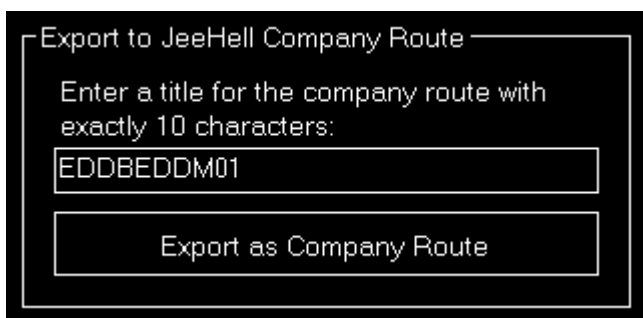 Export to JeeHell Company Route
Enter a title for the company route with
exactly 10 characters:
EDDBEDDM01
Export as Company Route